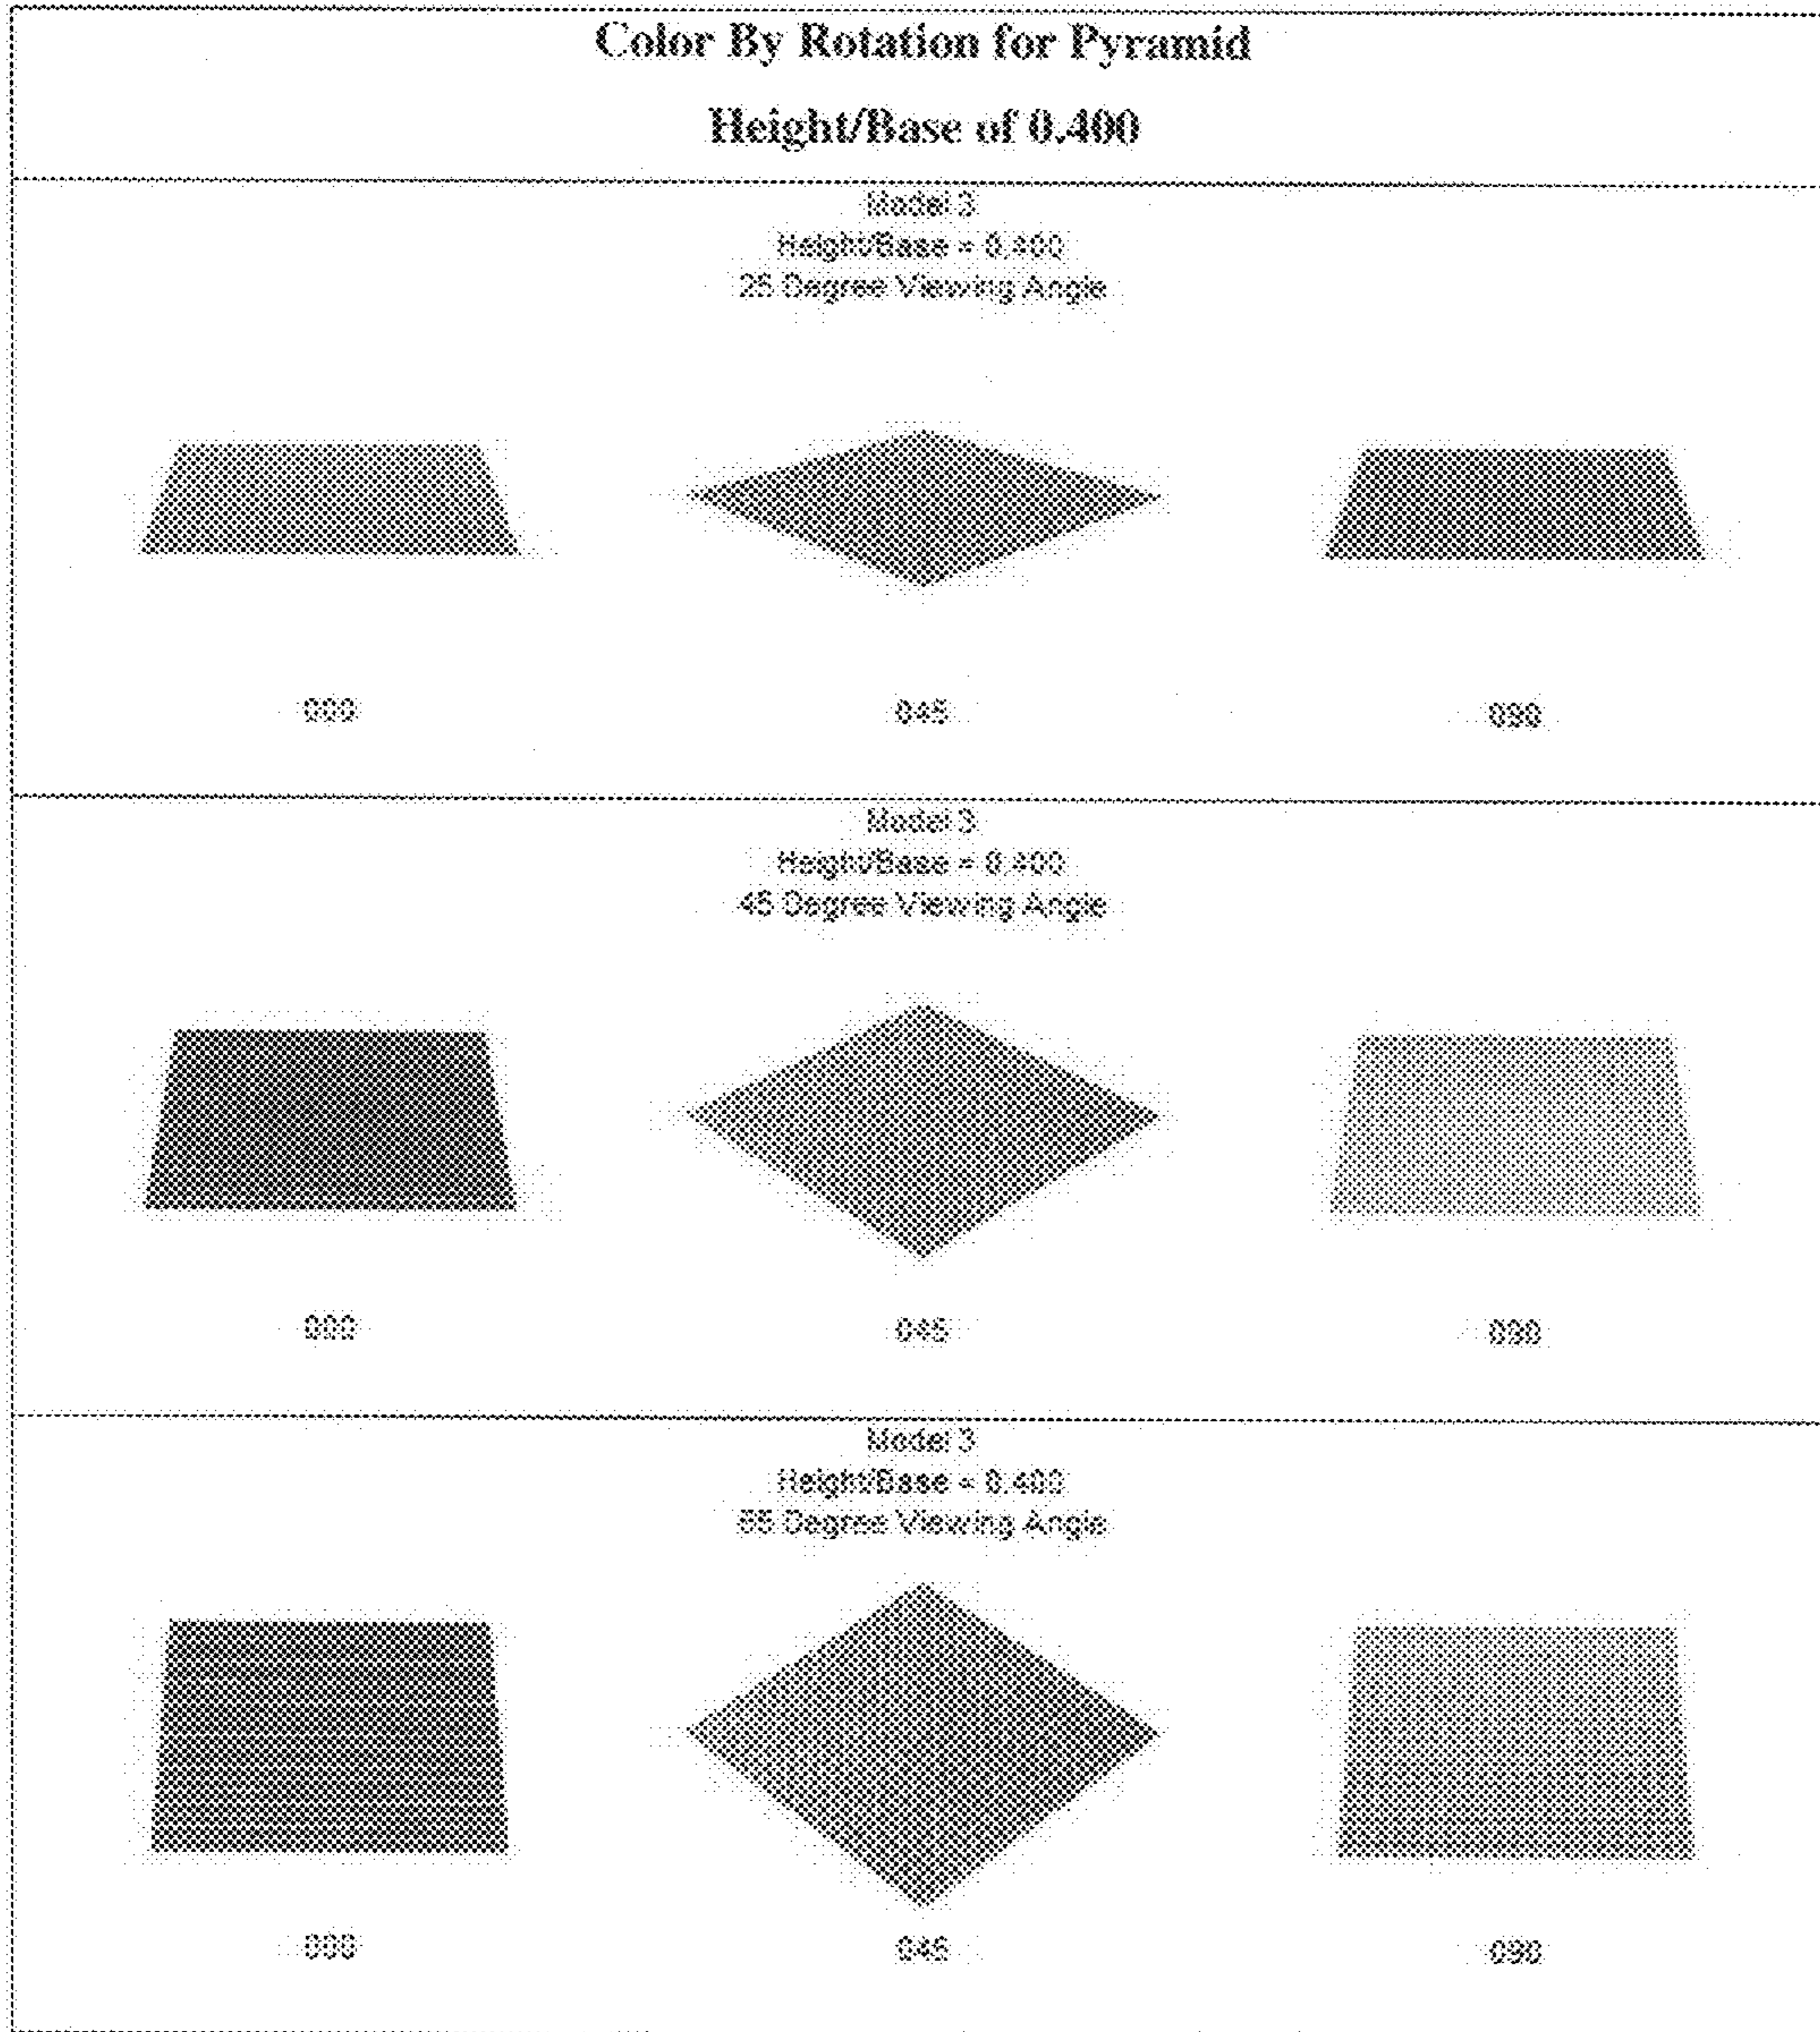 Color By Rotation for Pyramid
Height/Base of 0.400
Model 3
Height/Base = 0.400
25 Degree Viewing Angle
000 045 090
Model 3
Height/Base = 0.400
45 Degree Viewing Angle
000 045 090
Model 3
Height/Base = 0.400
Degree Viewing Angle
000 045 090